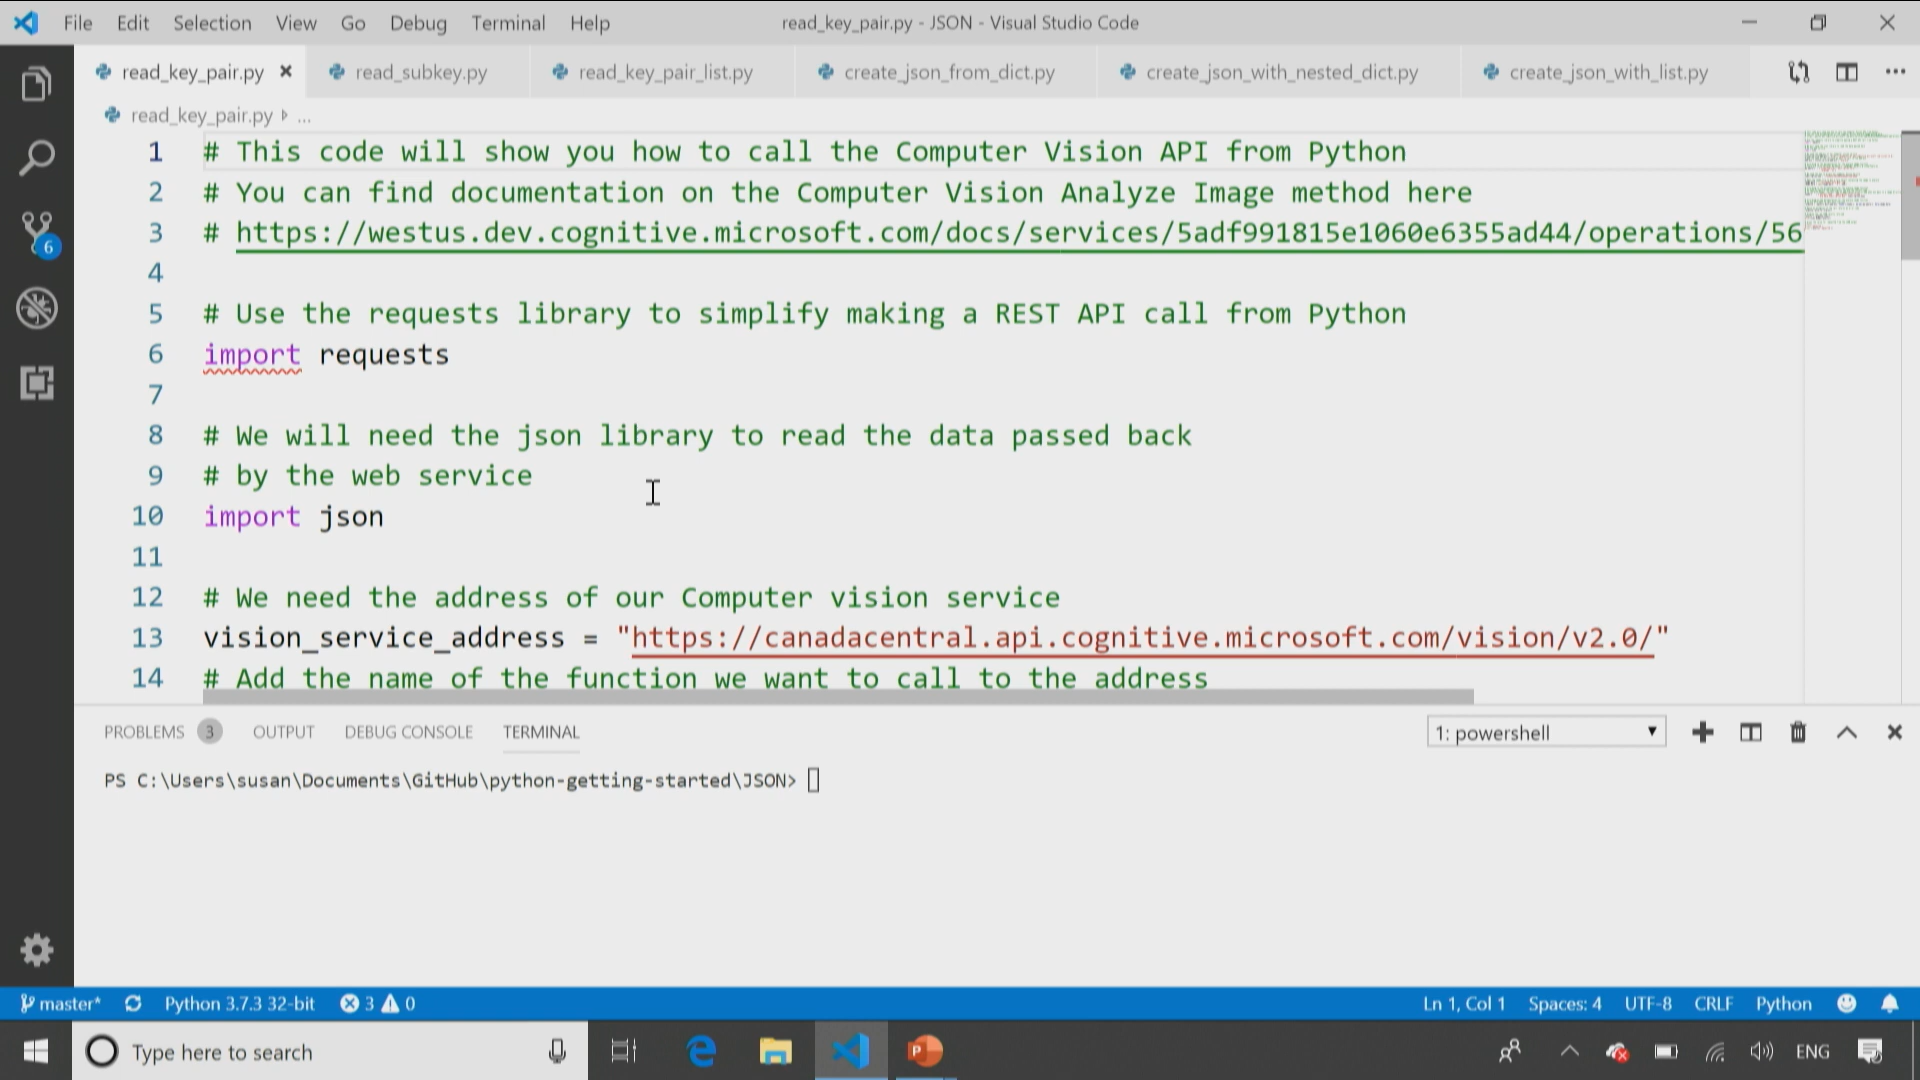 File Edit Selection View Go Debug Terminal Help read_key_pair.py - JSON - Visual Studio Code
read_key_pair.py read_subkey.py read_key_pair_list.py create_json_from_dict.py create_json_with_nested_dict.py create_json_with_list.py
read_key_pair.py ...
1 # This code will show you how to call the Computer Vision API from Python
2 # You can find documentation on the Computer Vision Analyze Image method here
3 # https://westus.dev.cognitive.microsoft.com/docs/services/5adf991815e1060e6355ad44/operations/56
4
5 # Use the requests library to simplify making a REST API call from Python
6 import requests
7
8 # We will need the json library to read the data passed back
9 # by the web service
10 import json
11
12 # We need the address of our Computer vision service
13 vision_service_address = "https://canadacentral.api.cognitive.microsoft.com/vision/v2.0/"
14 # Add the name of the function we want to call to the address
PROBLEMS 3 OUTPUT DEBUG CONSOLE TERMINAL 1: powershell
PS C:\Users\susan\Documents\GitHub\python-getting-started\JSON>
6
master* Python 3.7.3 32-bit 3 0 Ln 1, Col 1 Spaces: 4 UTF-8 CRLF Python
Type here to search P ENG